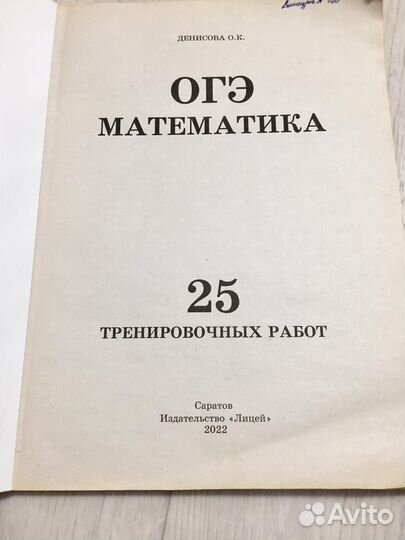 ДЕНИСОВА О.К.
ОГЭ
МАТЕМАТИКА
25
ТРЕНИРОВОЧНЫХ РАБОТ
Саратов
Издательство «Лицей»
2022
Avito